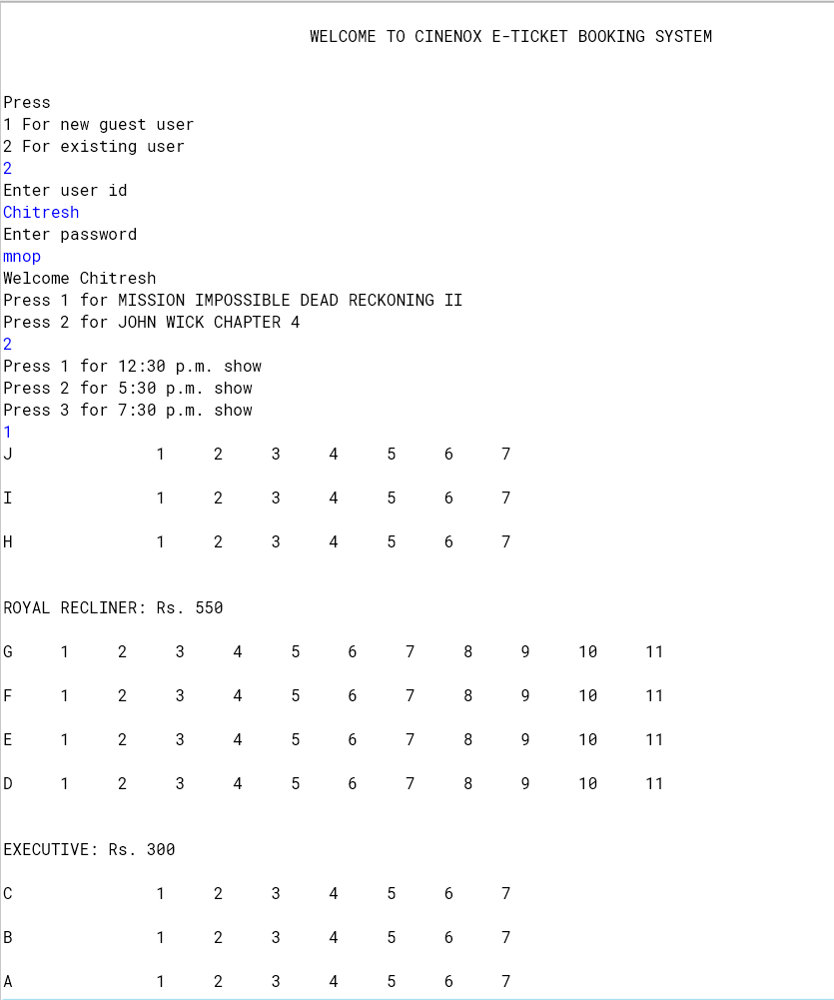 WELCOME TO CINENOX E-TICKET BOOKING SYSTEM
Press
1 For new guest user
2 For existing user
2
Enter user id
Chitresh
Enter password
mnop
Welcome Chitresh
Press 1 for MISSION IMPOSSIBLE DEAD RECKONING II
Press 2 for JOHN WICK CHAPTER 4
2
Press 1 for 12:30 p.m. show
Press 2 for 5:30 p.m. show
Press 3 for 7:30 p.m. show
1
J 1 2 3 4 5 6 7
I 1 2 3 4 5 6 7
H 1 2 3 4 5 6 7
ROYAL RECLINER: Rs. 550
G 1 2 3 4 5 6 7 8 9 10 11
F 1 2 3 4 5 6 7 8 9 10 11
E 1 2 3 4 5 6 7 8 9 10 11
D 1 2 3 4 5 6 7 8 9 10 11
EXECUTIVE: Rs. 300
C 1 2 3 4 5 6 7
B 1 2 3 4 5 6 7
A 1 2 3 4 5 6 7